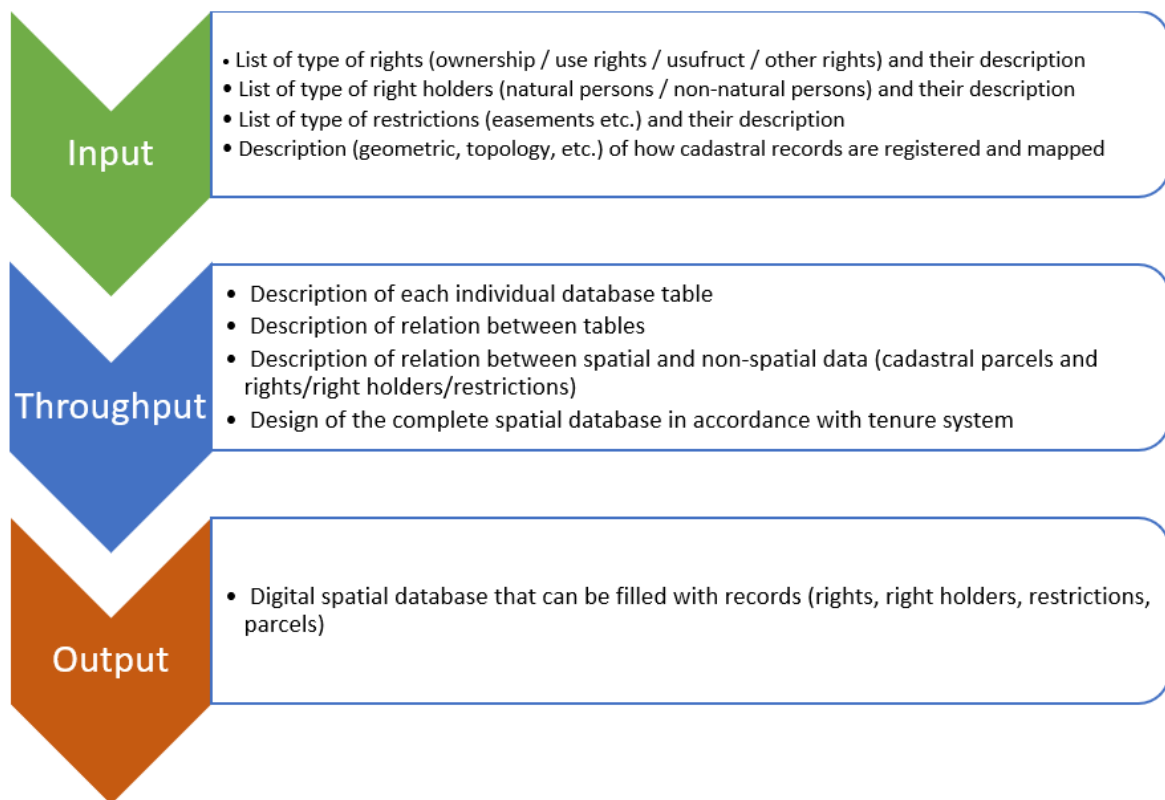 Input
• List of type of rights (ownership / use rights / usufruct / other rights) and their description
• List of type of right holders (natural persons / non-natural persons) and their description
• List of type of restrictions (easements etc.) and their description
• Description (geometric, topology, etc.) of how cadastral records are registered and mapped
Throughput
• Description of each individual database table
• Description of relation between tables
• Description of relation between spatial and non-spatial data (cadastral parcels and
rights/right holders/restrictions)
• Design of the complete spatial database in accordance with tenure system
Output
• Digital spatial database that can be filled with records (rights, right holders, restrictions,
parcels)